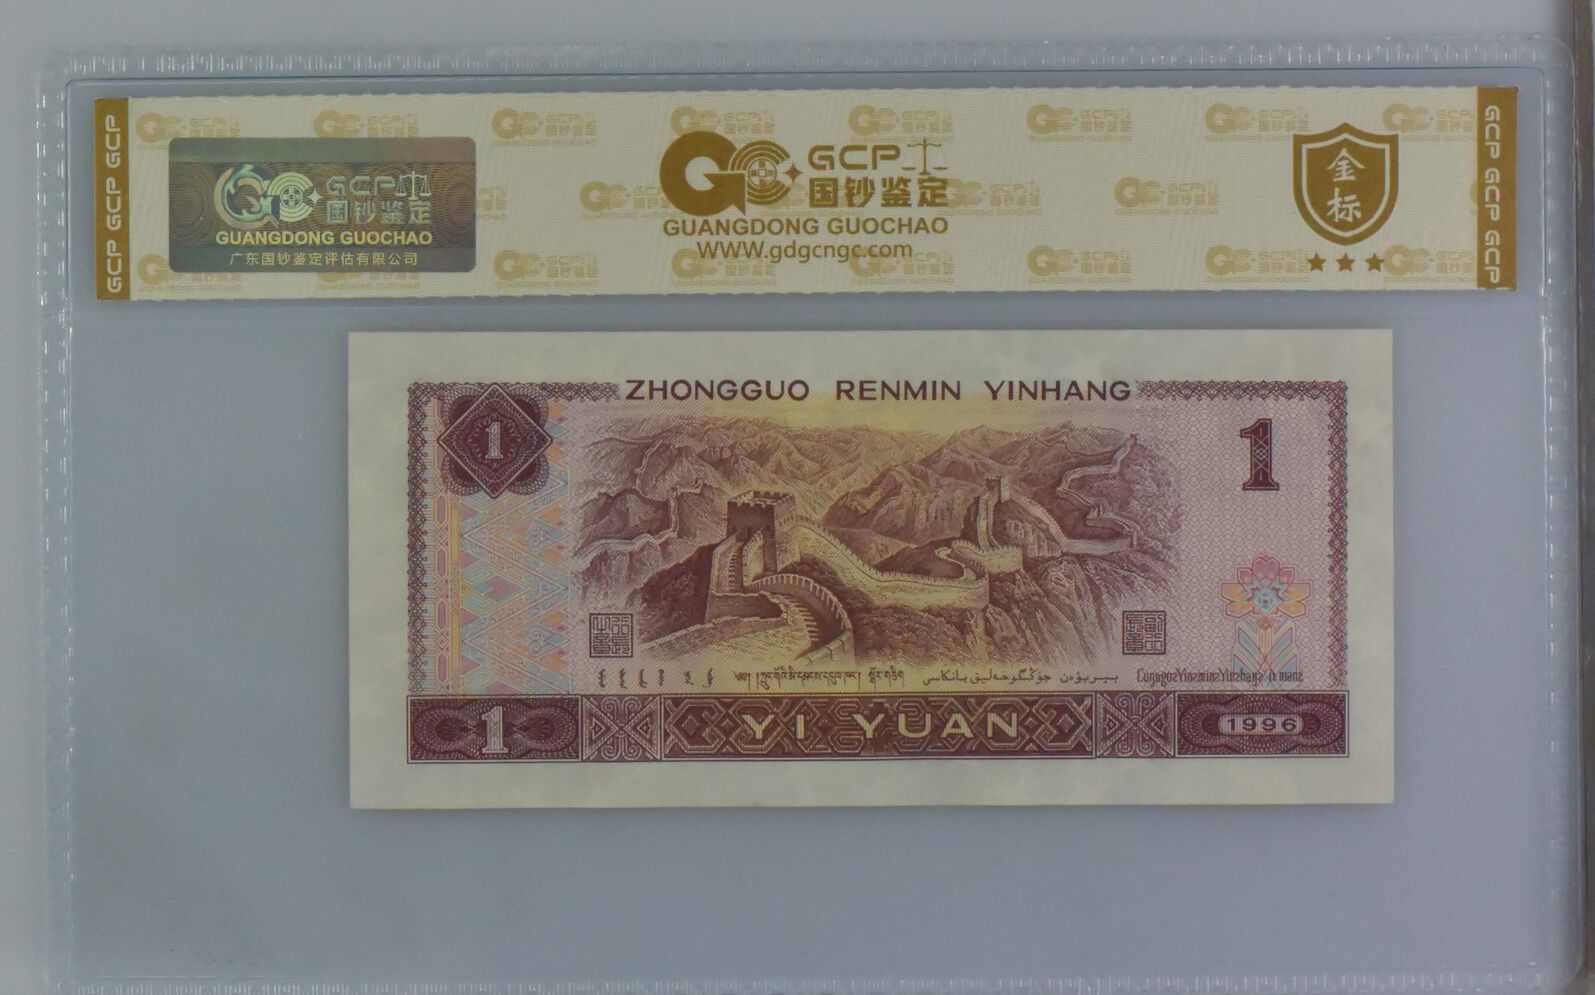 GCP GCP GCP
GCP
国钞鉴定
GUANGDONG GUOCHAO
广东国钞鉴定评估有限公司
GCP
国钞鉴定
GUANGDONG GUOCHAO
WWW.gdgcngc.com
金
标
GCP GCP GCP
ZHONGGUO RENMIN YINHANG
1
1
1
YI YUAN
1996